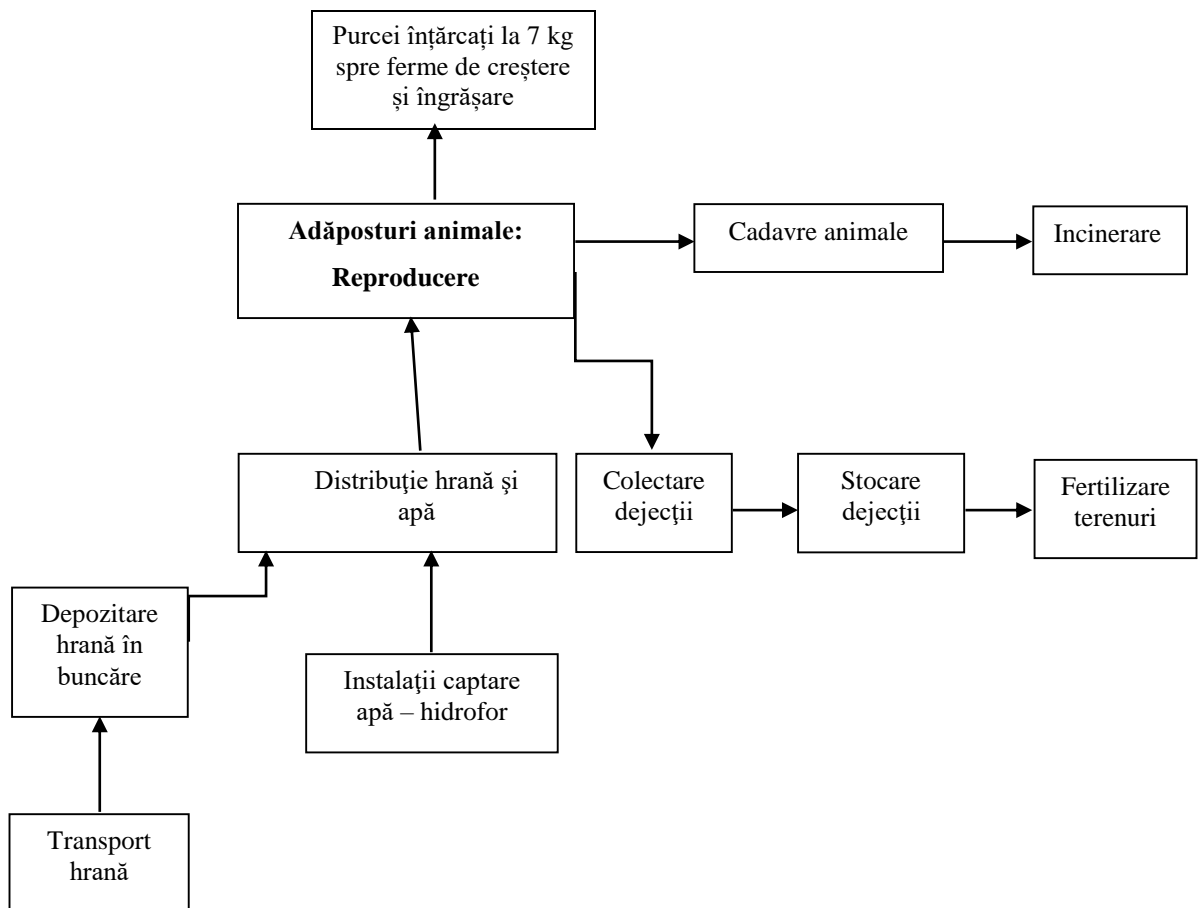 Purcei înțărcați la 7 kg
spre ferme de creștere
și îngrășare
Adăposturi animale:
Reproducere
Cadavre animale
Incinerare
Distribuţie hrană şi
apă
Colectare
dejecţii
Stocare
dejecţii
Fertilizare
terenuri
Depozitare
hrană în
buncăre
Instalaţii captare
apă – hidrofor
Transport
hrană